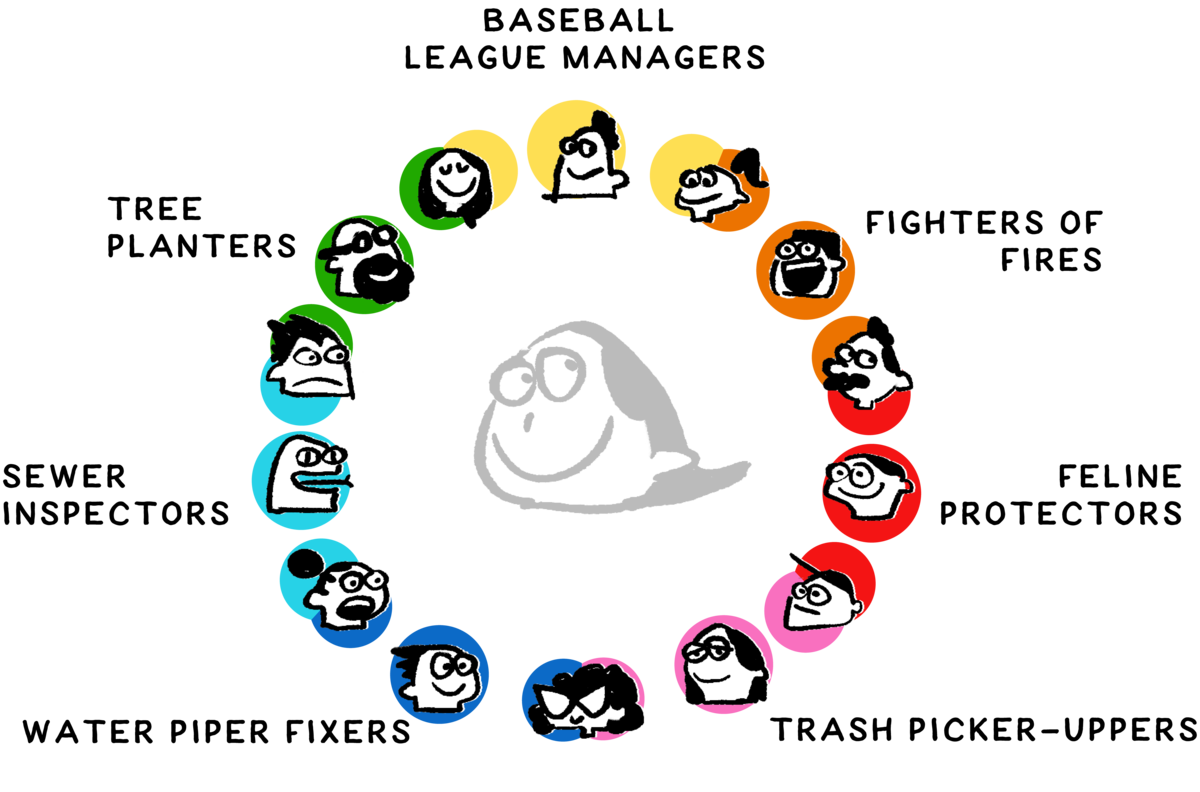 BASEBALL
LEAGUE MANAGERS
TREE
PLANTERS
FIGHTERS OF
FIRES
SEWER
INSPECTORS
FELINE
PROTECTORS
WATER PIPER FIXERS
TRASH PICKER-UPPERS